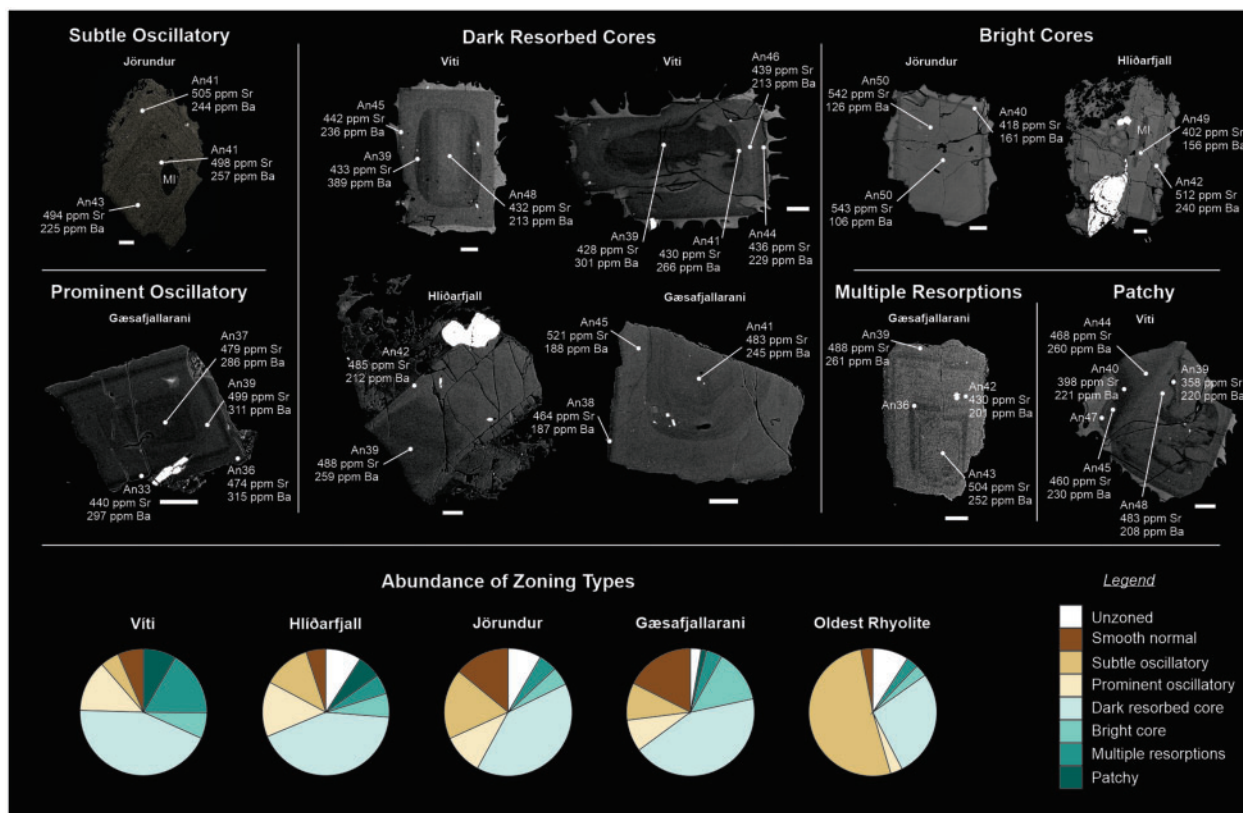 Subtle Oscillatory
Jörundur
An41
505 ppm Sr
244 ppm Ba
An41
498 ppm Sr
257 ppm Ba
MI
An43
494 ppm Sr
225 ppm Ba
Dark Resorbed Cores
Víti
An45
442 ppm Sr
236 ppm Ba
An39
433 ppm Sr
389 ppm Ba
An48
432 ppm Sr
213 ppm Ba
Víti
An46
439 ppm Sr
213 ppm Ba
An39
428 ppm Sr
301 ppm Ba
An41
430 ppm Sr
266 ppm Ba
An44
436 ppm Sr
229 ppm Ba
Bright Cores
Jörundur
An50
542 ppm Sr
126 ppm Ba
An40
418 ppm Sr
161 ppm Ba
An50
543 ppm Sr
106 ppm Ba
Hlíðarfjall
MI
An49
402 ppm Sr
156 ppm Ba
An42
512 ppm Sr
240 ppm Ba
Prominent Oscillatory
Gæsafjallarani
An37
479 ppm Sr
286 ppm Ba
An39
499 ppm Sr
311 ppm Ba
An36
474 ppm Sr
315 ppm Ba
An33
440 ppm Sr
297 ppm Ba
Hlíðarfjall
An42
485 ppm Sr
212 ppm Ba
An39
488 ppm Sr
259 ppm Ba
Gæsafjallarani
An45
521 ppm Sr
188 ppm Ba
An41
483 ppm Sr
245 ppm Ba
An38
464 ppm Sr
187 ppm Ba
Multiple Resorptions
Gæsafjallarani
An39
488 ppm Sr
261 ppm Ba
An42
430 ppm Sr
201 ppm Ba
An36
An43
504 ppm Sr
252 ppm Ba
Patchy
Víti
An44
468 ppm Sr
260 ppm Ba
An40
398 ppm Sr
221 ppm Ba
An39
358 ppm Sr
220 ppm Ba
An47
An45
460 ppm Sr
230 ppm Ba
An48
483 ppm Sr
208 ppm Ba
Abundance of Zoning Types
Víti
Hlíðarfjall
Jörundur
Gæsafjallarani
Oldest Rhyolite
Legend
Unzoned
Smooth normal
Subtle oscillatory
Prominent oscillatory
Dark resorbed core
Bright core
Multiple resorptions
Patchy